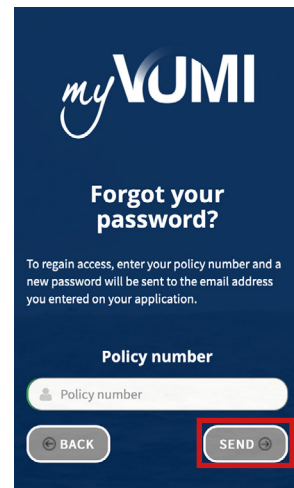 myVUMI
Forgot your
password?
To regain access, enter your policy number and a
new password will be sent to the email address
you entered on your application.
Policy number
Policy number
BACK
SEND